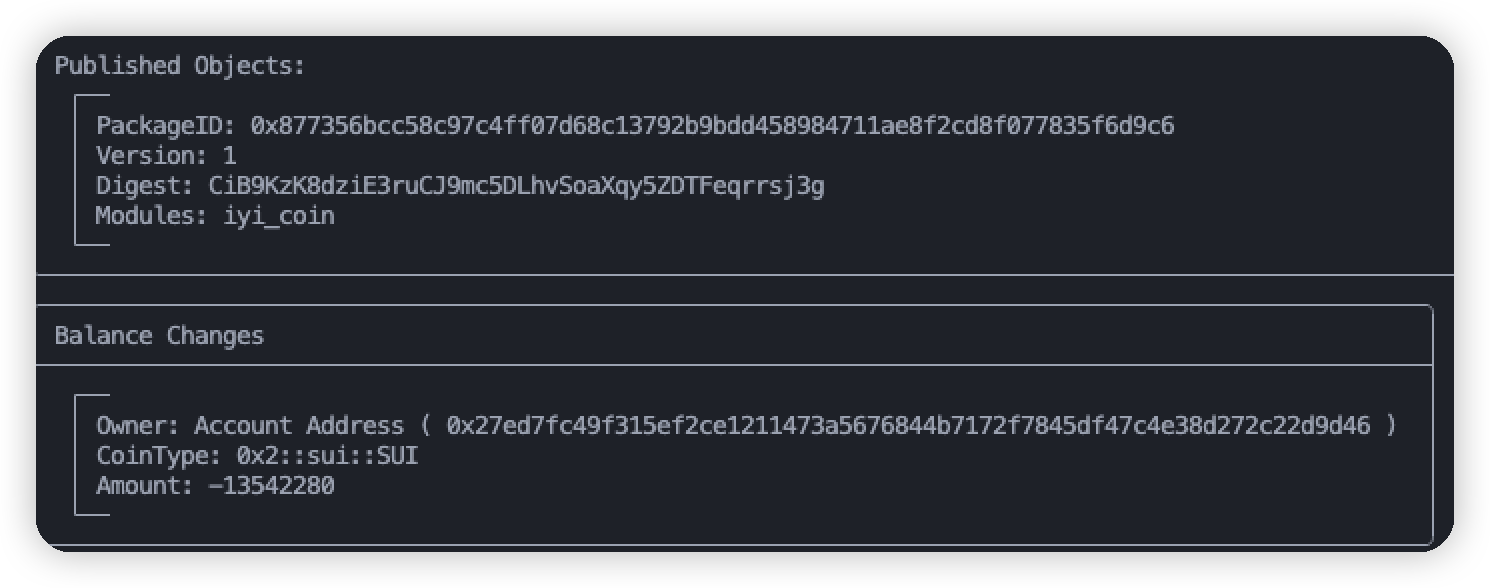 Published Objects:
PackageID: 0x877356bcc58c97c4ff07d68c13792b9bdd458984711ae8f2cd8f077835f6d9c6
Version: 1
Digest: CiB9KzK8dziE3ruCJ9mc5DLhvSoaXqy5ZDTFeqrrsj3g
Modules: iyi_coin
Balance Changes
Owner: Account Address ( 0x27ed7fc49f315ef2ce1211473a5676844b7172f7845df47c4e38d272c22d9d46 )
CoinType: 0x2::sui::SUI
Amount: -13542280